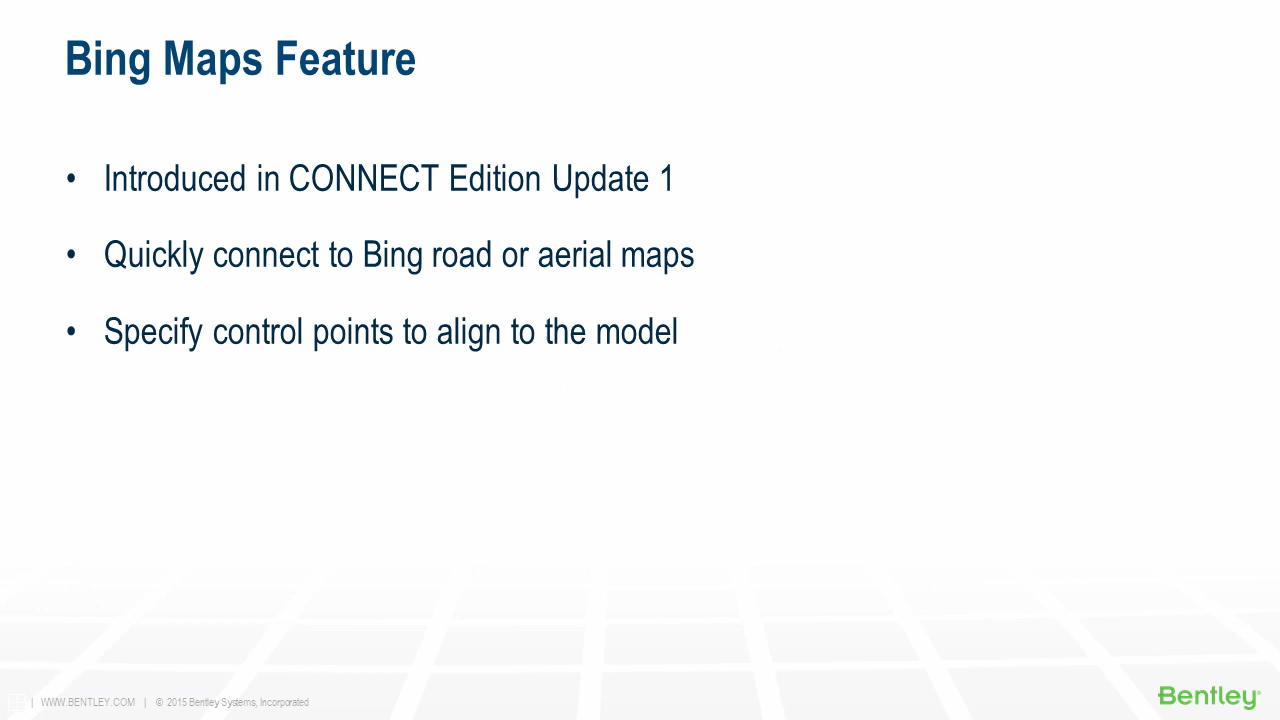 Bing Maps Feature
• Introduced in CONNECT Edition Update 1
• Quickly connect to Bing road or aerial maps
• Specify control points to align to the model
| WWW.BENTLEY.COM | © 2015 Bentley Systems, Incorporated
Bentley®